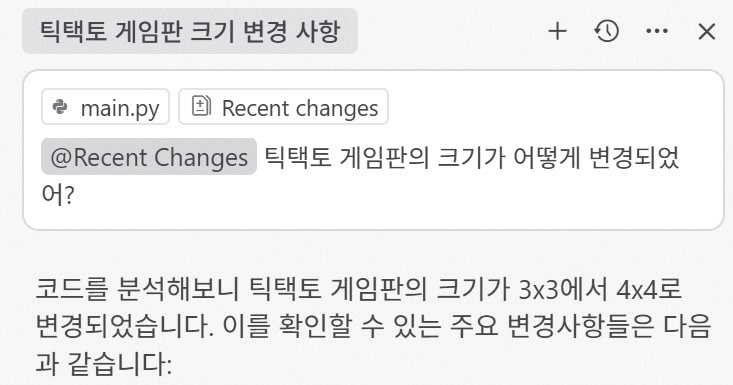 틱택토 게임판 크기 변경 사항
main.py Recent changes
@Recent Changes 틱택토 게임판의 크기가 어떻게 변경되었
어?
코드를 분석해보니 틱택토 게임판의 크기가 3x3에서 4x4로
변경되었습니다. 이를 확인할 수 있는 주요 변경사항들은 다음
과 같습니다: